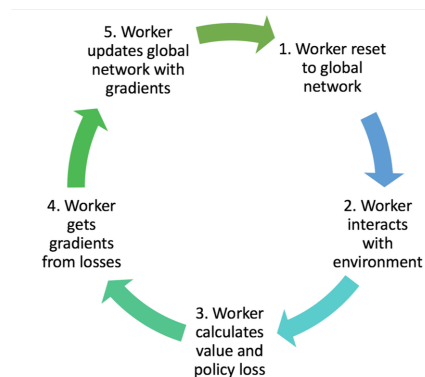 1. Worker reset
to global
network
2. Worker
interacts
with
environment
3. Worker
calculates
value and
policy loss
4. Worker
gets
gradients
from losses
5. Worker
updates global
network with
gradients